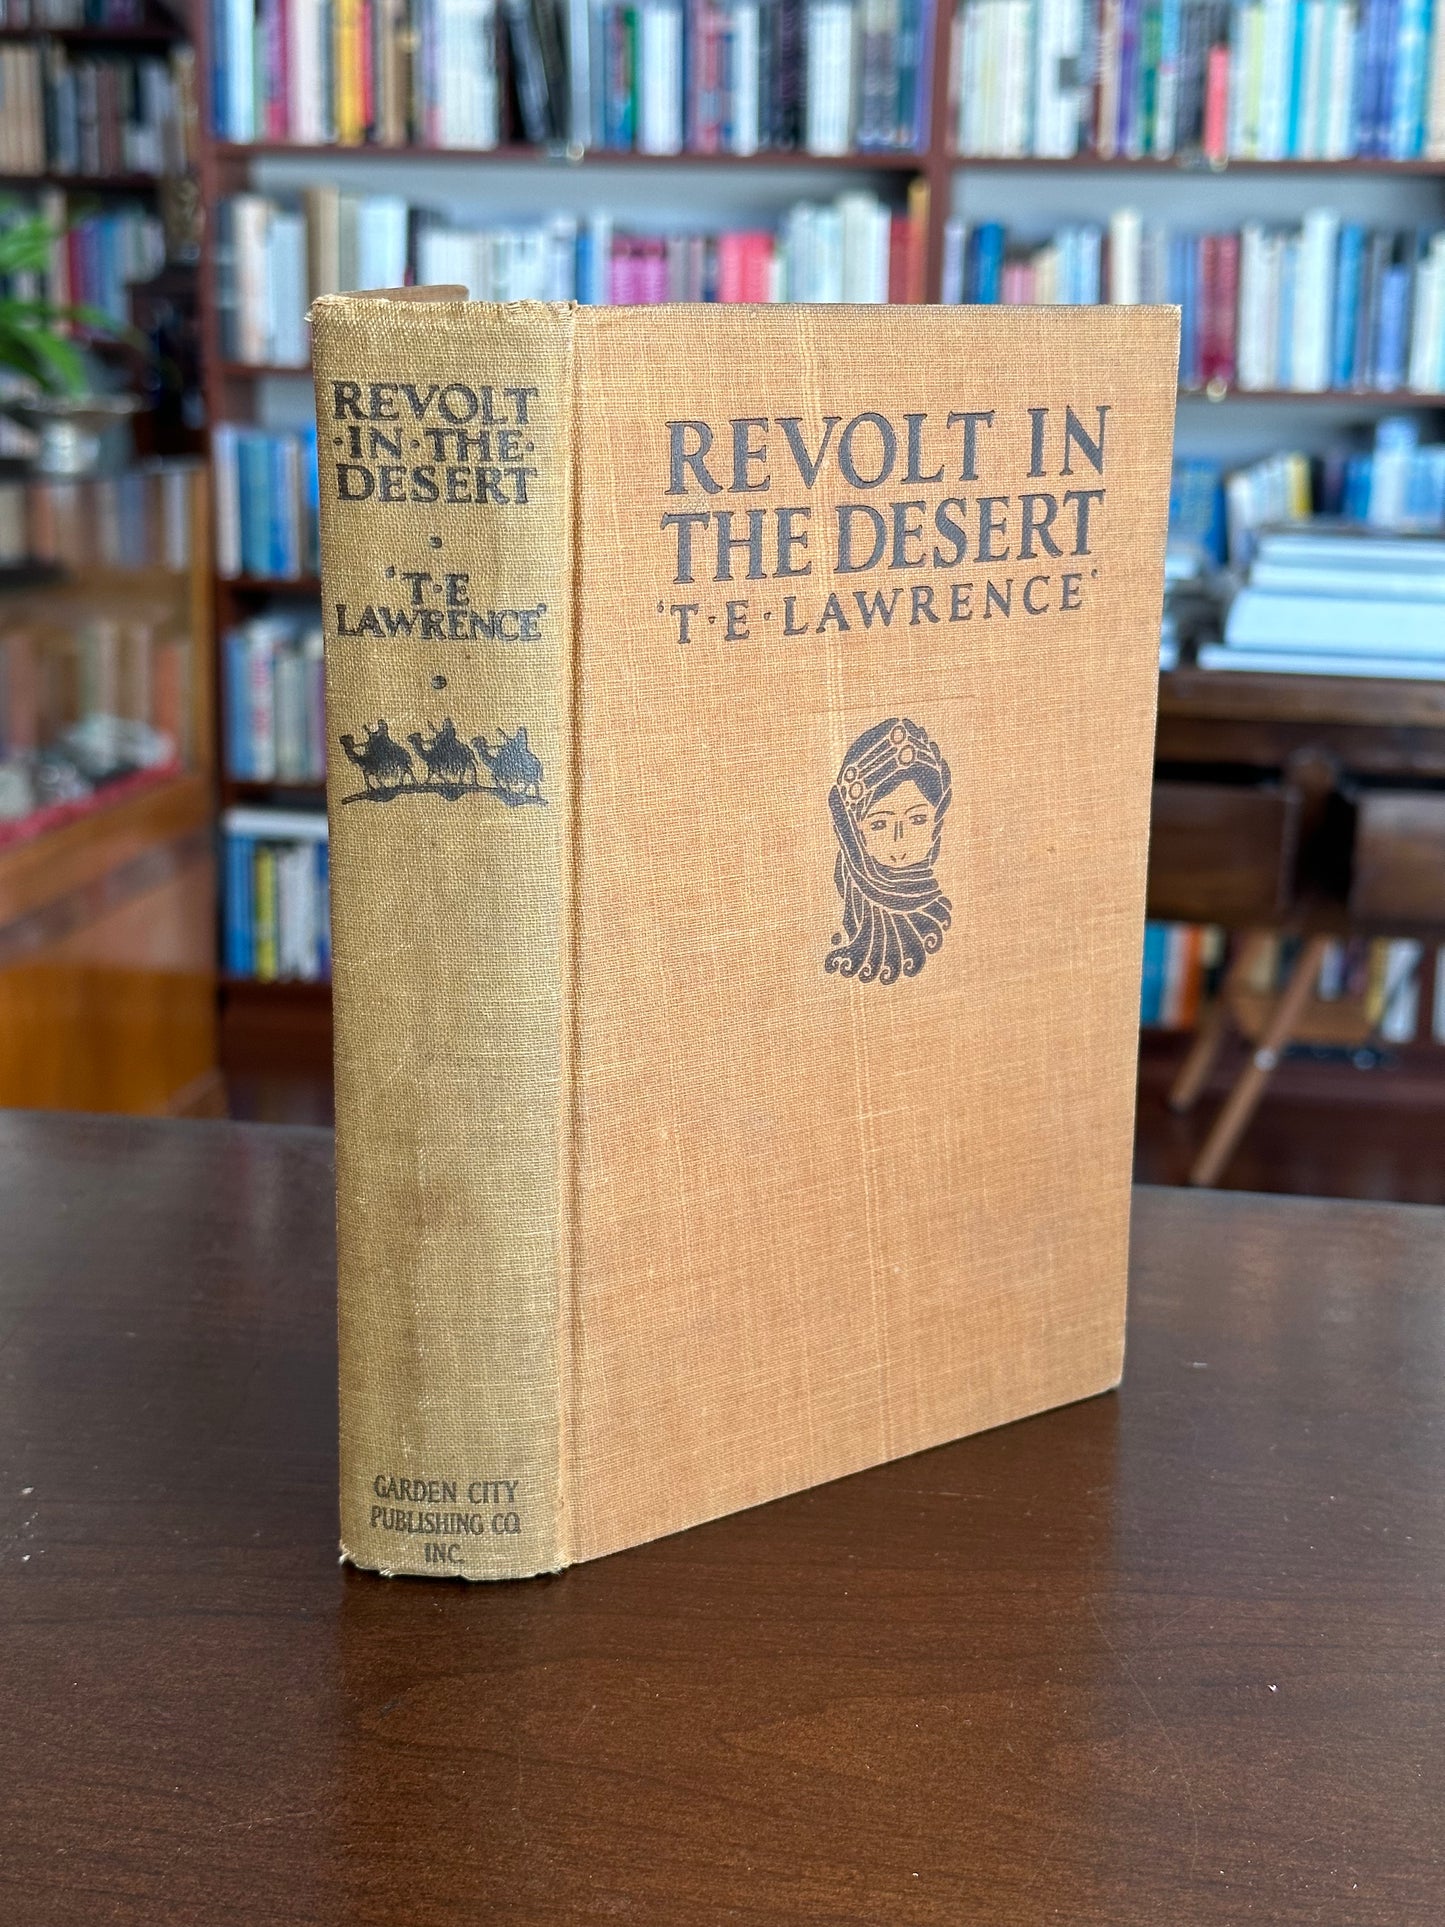 REVOLT
·IN·THE·
DESERT
'T·E
LAWRENCE'
GARDEN CITY
PUBLISHING CO.
INC.
REVOLT IN
THE DESERT
'T·E·LAWRENCE'